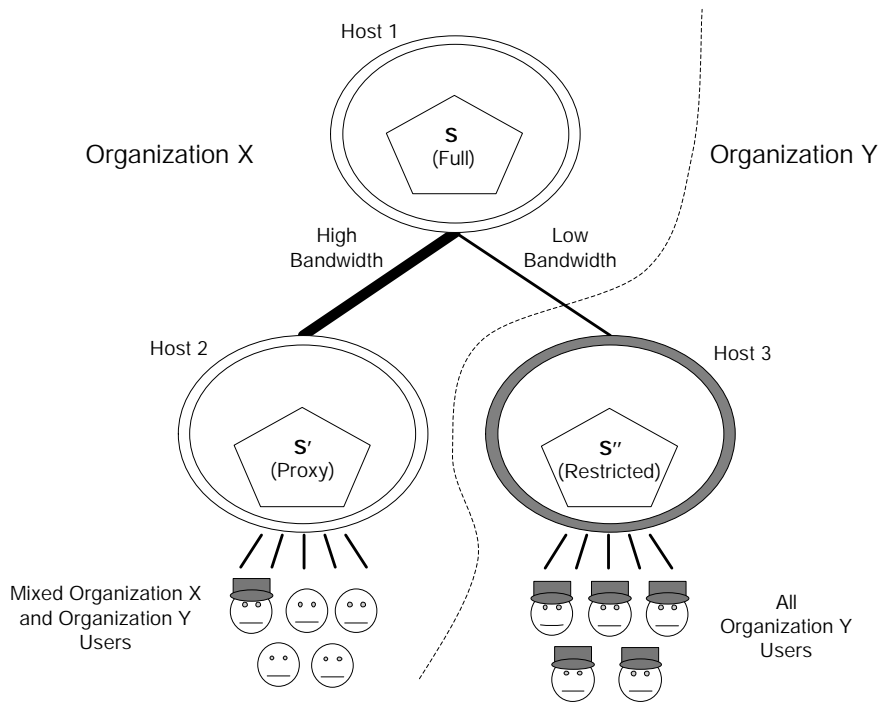 Host 1
S
(Full)
Organization X
Organization Y
High
Bandwidth
Low
Bandwidth
Host 2
Host 3
S′
(Proxy)
S′′
(Restricted)
Mixed Organization X
and Organization Y
Users
All
Organization Y
Users